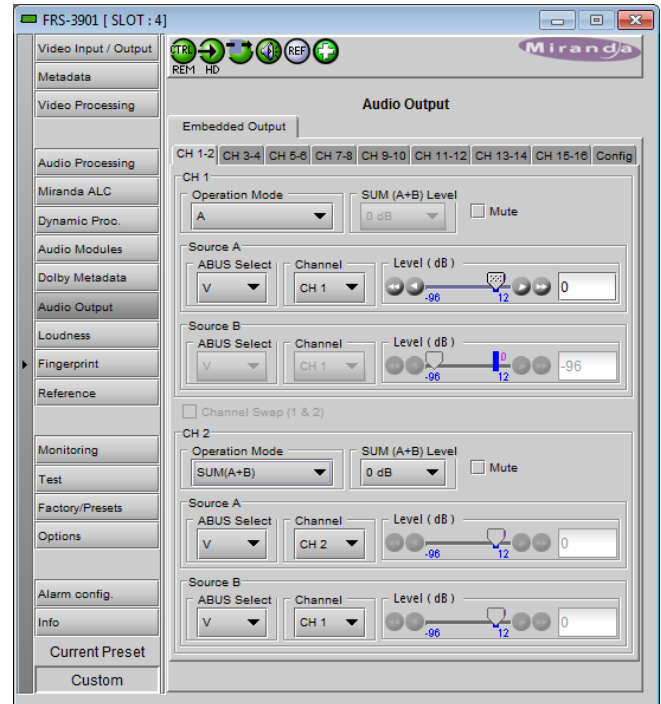 FRS-3901 [ SLOT : 4]
Video Input / Output
Metadata
Video Processing
Audio Processing
Miranda ALC
Dynamic Proc.
Audio Modules
Dolby Metadata
Audio Output
Loudness
Fingerprint
Reference
Monitoring
Test
Factory/Presets
Options
Alarm config.
Info
Current Preset
Custom
CTRL REF
REM HD
Miranda
Audio Output
Embedded Output
CH 1-2 CH 3-4 CH 5-6 CH 7-8 CH 9-10 CH 11-12 CH 13-14 CH 15-16 Config
CH 1
Operation Mode SUM (A+B) Level
A 0 dB Mute
Source A
ABUS Select Channel Level ( dB )
V CH 1 0
-96 12
Source B
ABUS Select Channel Level ( dB )
V CH 1 0 -96
-96 12
Channel Swap (1 & 2)
CH 2
Operation Mode SUM (A+B) Level
SUM(A+B) 0 dB Mute
Source A
ABUS Select Channel Level ( dB )
V CH 2 0
-96 12
Source B
ABUS Select Channel Level ( dB )
V CH 1 0
-96 12